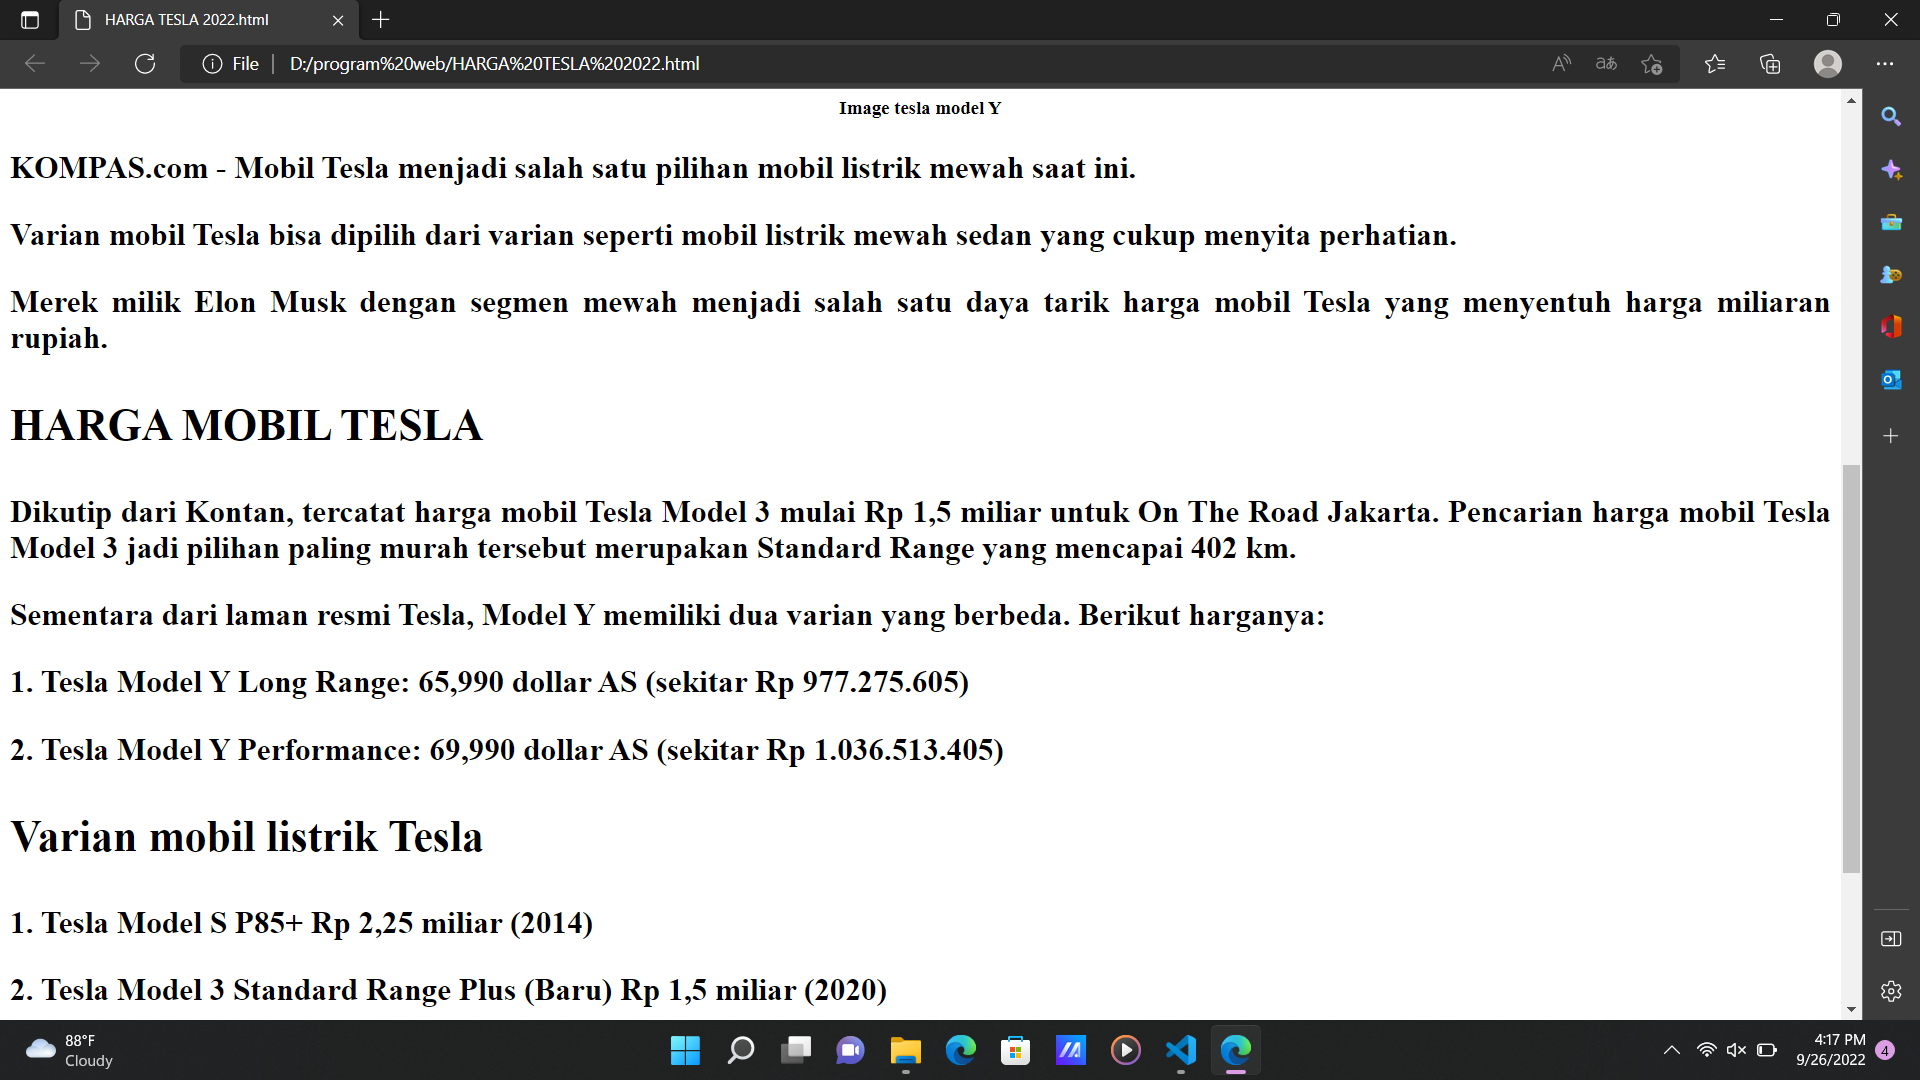 HARGA TESLA 2022.html
File
D:/program%20web/HARGA%20TESLA%202022.html
Image tesla model Y
KOMPAS.com - Mobil Tesla menjadi salah satu pilihan mobil listrik mewah saat ini.
Varian mobil Tesla bisa dipilih dari varian seperti mobil listrik mewah sedan yang cukup menyita perhatian.
Merek milik Elon Musk dengan segmen mewah menjadi salah satu daya tarik harga mobil Tesla yang menyentuh harga miliaran
rupiah.
HARGA MOBIL TESLA
Dikutip dari Kontan, tercatat harga mobil Tesla Model 3 mulai Rp 1,5 miliar untuk On The Road Jakarta. Pencarian harga mobil Tesla
Model 3 jadi pilihan paling murah tersebut merupakan Standard Range yang mencapai 402 km.
Sementara dari laman resmi Tesla, Model Y memiliki dua varian yang berbeda. Berikut harganya:
1. Tesla Model Y Long Range: 65,990 dollar AS (sekitar Rp 977.275.605)
2. Tesla Model Y Performance: 69,990 dollar AS (sekitar Rp 1.036.513.405)
Varian mobil listrik Tesla
1. Tesla Model S P85+ Rp 2,25 miliar (2014)
2. Tesla Model 3 Standard Range Plus (Baru) Rp 1,5 miliar (2020)
88°F
Cloudy
4:17 PM
9/26/2022
4